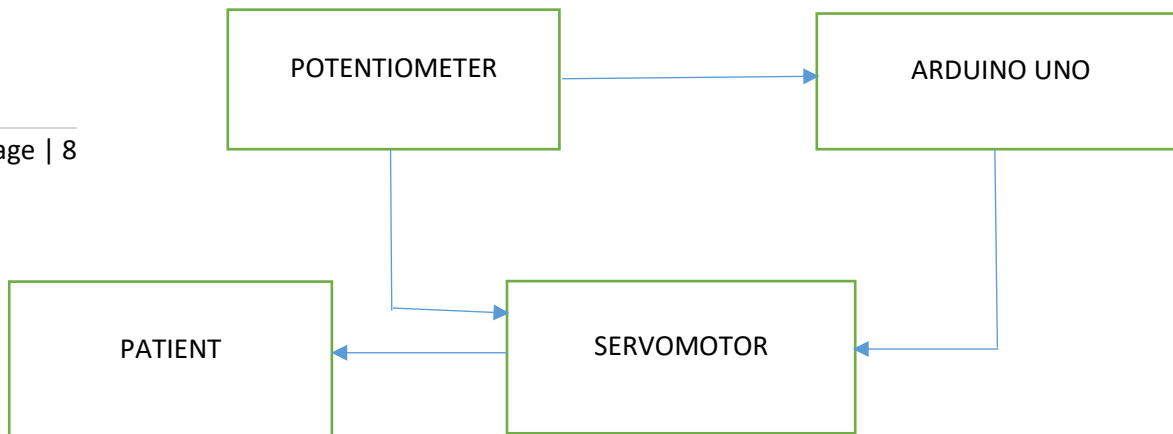 POTENTIOMETER
ARDUINO UNO
age | 8
PATIENT
SERVOMOTOR